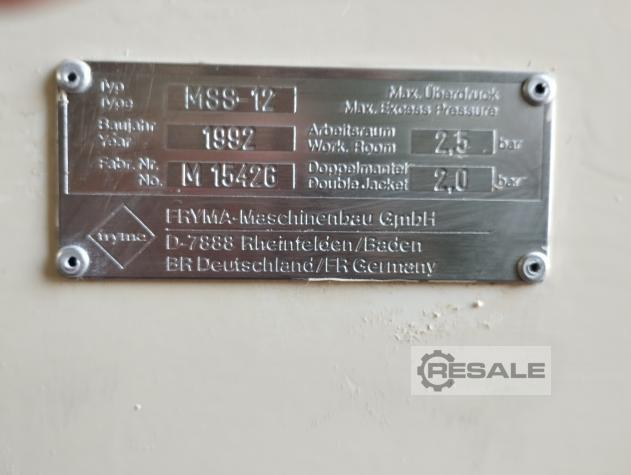 Typ
Type MSS-12
Max. Überdruck
Max. Excess Pressure
Baujahr
Year 1992
Arbeitsraum
Work. Room 2,5 bar
Fabr. Nr.
No. M 15426
Doppelmantel
Double Jacket 2,0 bar
fryma
FRYMA-Maschinenbau GmbH
D-7888 Rheinfelden/Baden
BR Deutschland/FR Germany
RESALE